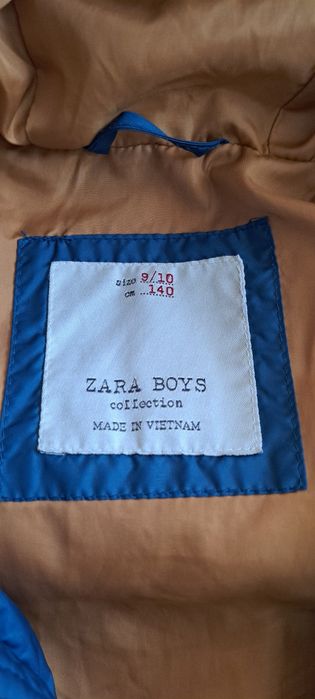 size 9/10
cm 140
ZARA BOYS
collection
MADE IN VIETNAM